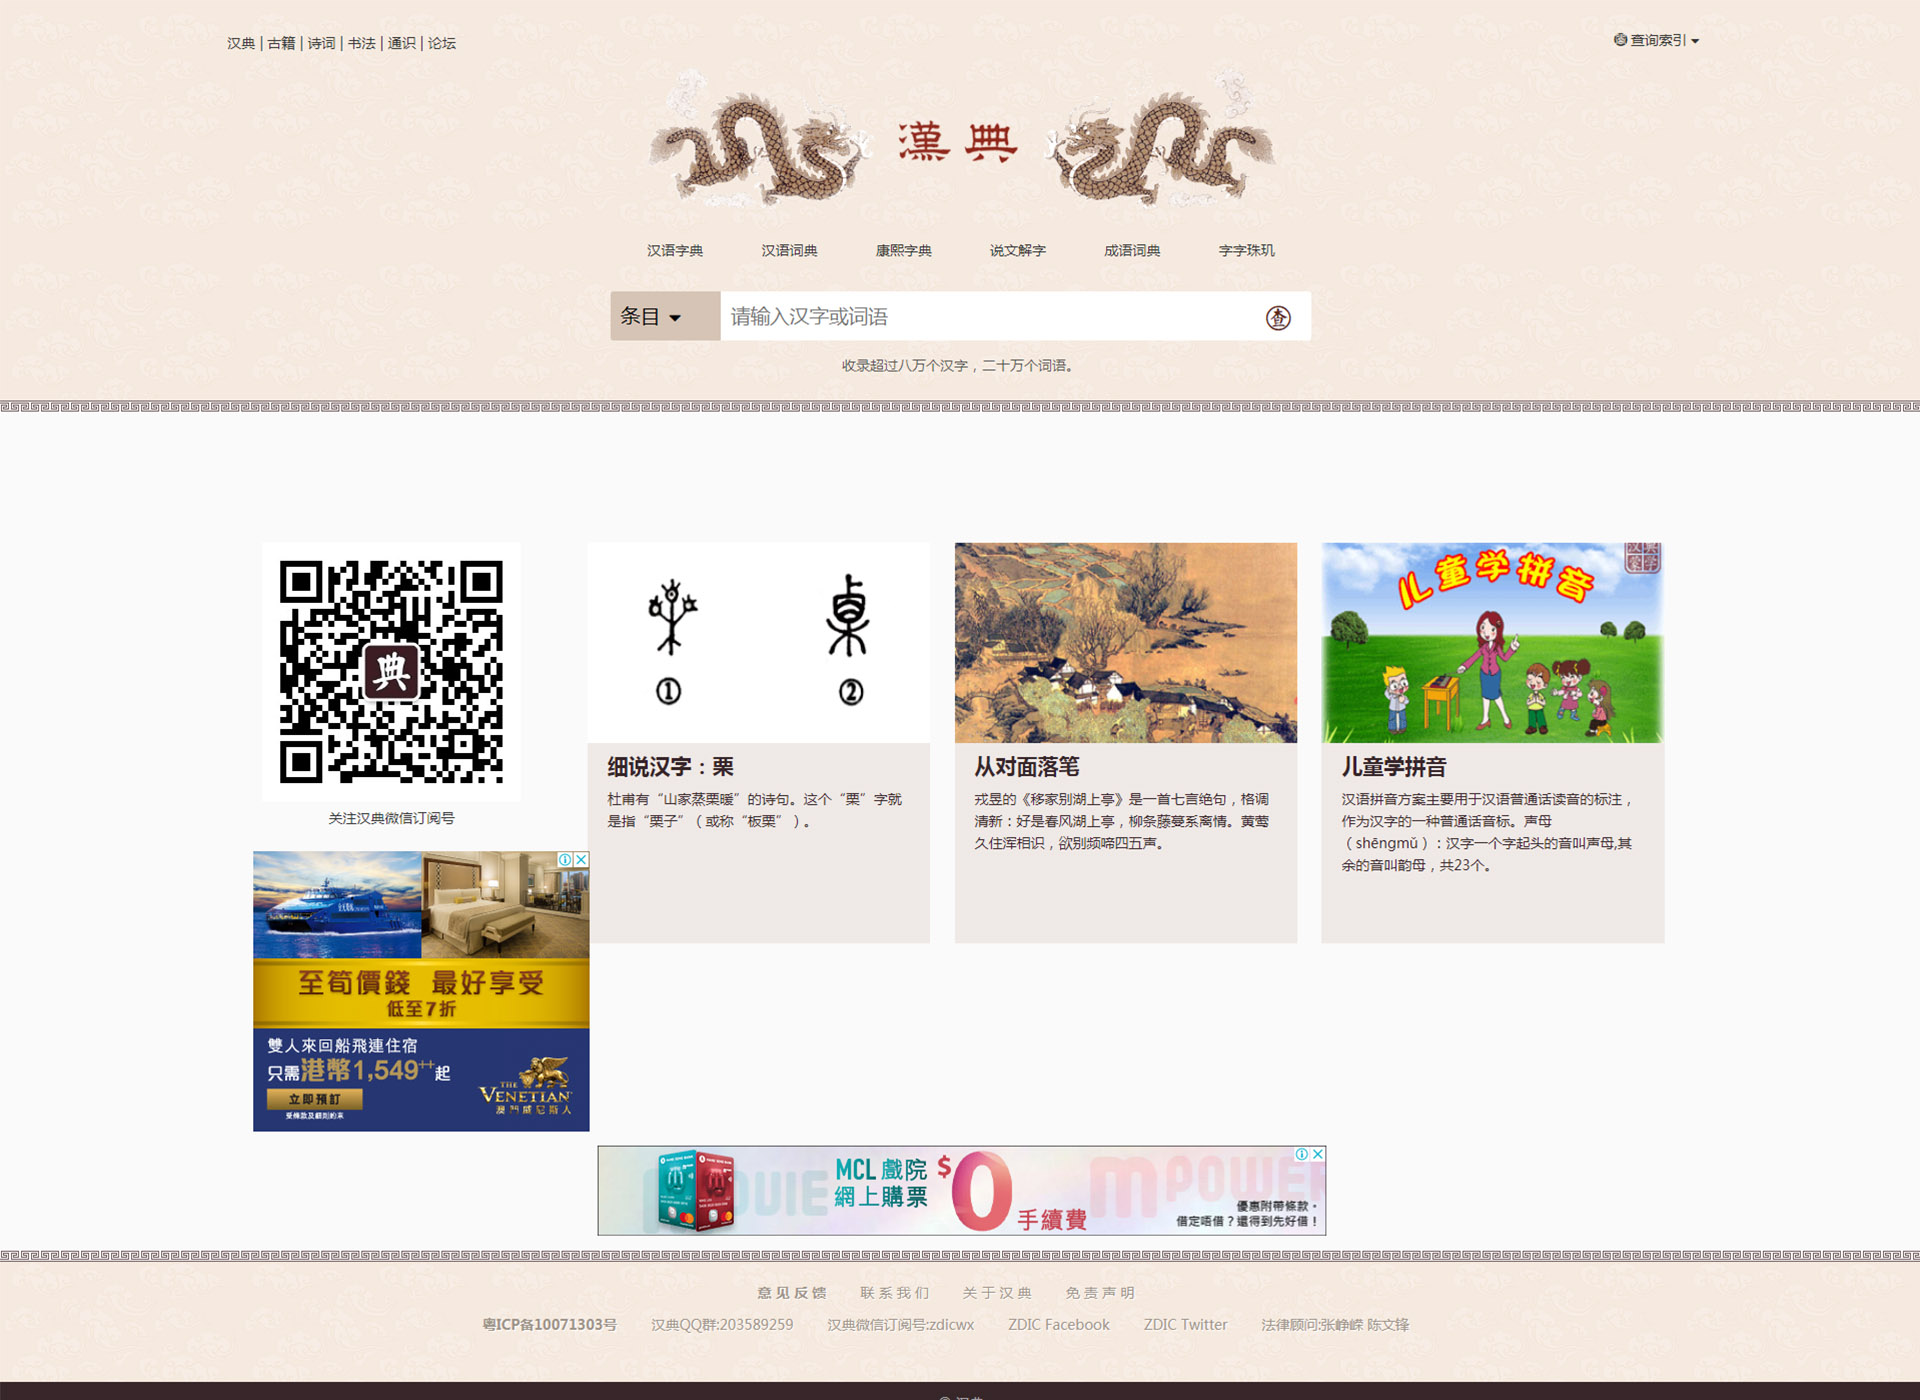 汉典 | 古籍 | 诗词 | 书法 | 通识 | 论坛
查询索引
漢典
汉语字典 汉语词典 康熙字典 说文解字 成语词典 字字珠玑
条目 请输入汉字或词语 查
收录超过八万个汉字，二十万个词语。
典
关注汉典微信订阅号
① ②
细说汉字：栗
杜甫有“山家蒸栗暖”的诗句。这个“栗”字就
是指“栗子”（或称“板栗”）。
从对面落笔
戎昱的《移家别湖上亭》是一首七言绝句，格调
清新：好是春风湖上亭，柳条藤蔓系离情。黄莺
久住浑相识，欲别频啼四五声。
儿童学拼音
儿童学拼音
汉语拼音方案主要用于汉语普通话读音的标注，
作为汉字的一种普通话音标。声母
（shēngmǔ）：汉字一个字起头的音叫声母,其
余的音叫韵母，共23个。
至筍價錢 最好享受
低至7折
雙人來回船飛連住宿
只需港幣1,549++起
立即預訂
受條款及細則約束
THE
VENETIAN
澳門威尼斯人
MCL 戲院
網上購票
$0手續費
MPOWER
優惠附帶條款。
借定唔借？還得到先好借！
意见反馈 联系我们 关于汉典 免责声明
粤ICP备10071303号 汉典QQ群:203589259 汉典微信订阅号:zdicwx ZDIC Facebook ZDIC Twitter 法律顾问:张峥嵘 陈文锋